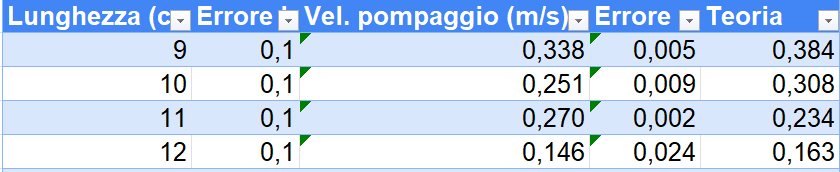 Lunghezza (c Errore Vel. pompaggio (m/s) Errore Teoria
9 0,1 0,338 0,005 0,384
10 0,1 0,251 0,009 0,308
11 0,1 0,270 0,002 0,234
12 0,1 0,146 0,024 0,163